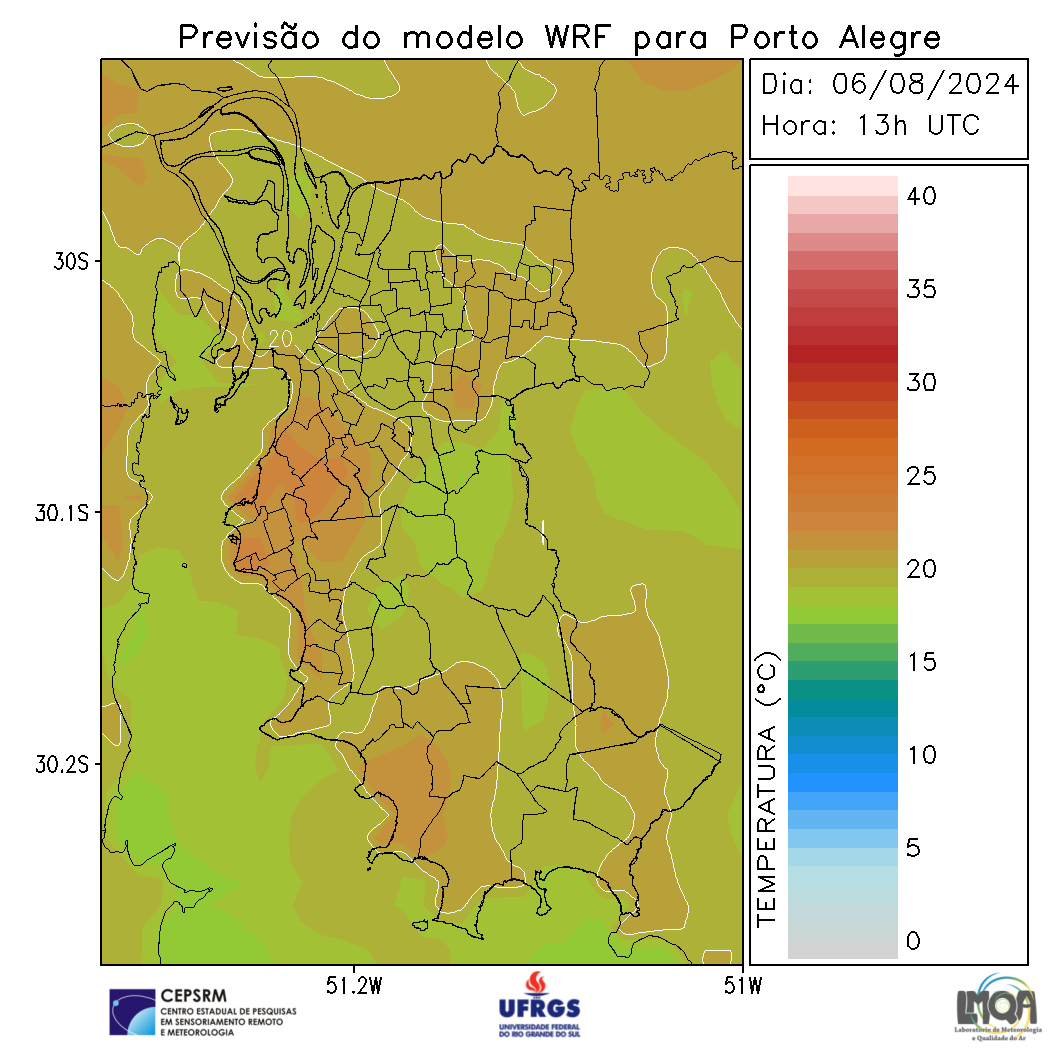 Previsão do modelo WRF para Porto Alegre
Dia: 06/08/2024
Hora: 13h UTC
30S
30.1S
30.2S
51.2W
51W
20
TEMPERATURA (°C)
40
35
30
25
20
15
10
5
0
CEPSRM
CENTRO ESTADUAL DE PESQUISAS
EM SENSORIAMENTO REMOTO
E METEOROLOGIA
UFRGS
UNIVERSIDADE FEDERAL
DO RIO GRANDE DO SUL
LMQA
Laboratório de Meteorologia
e Qualidade do Ar